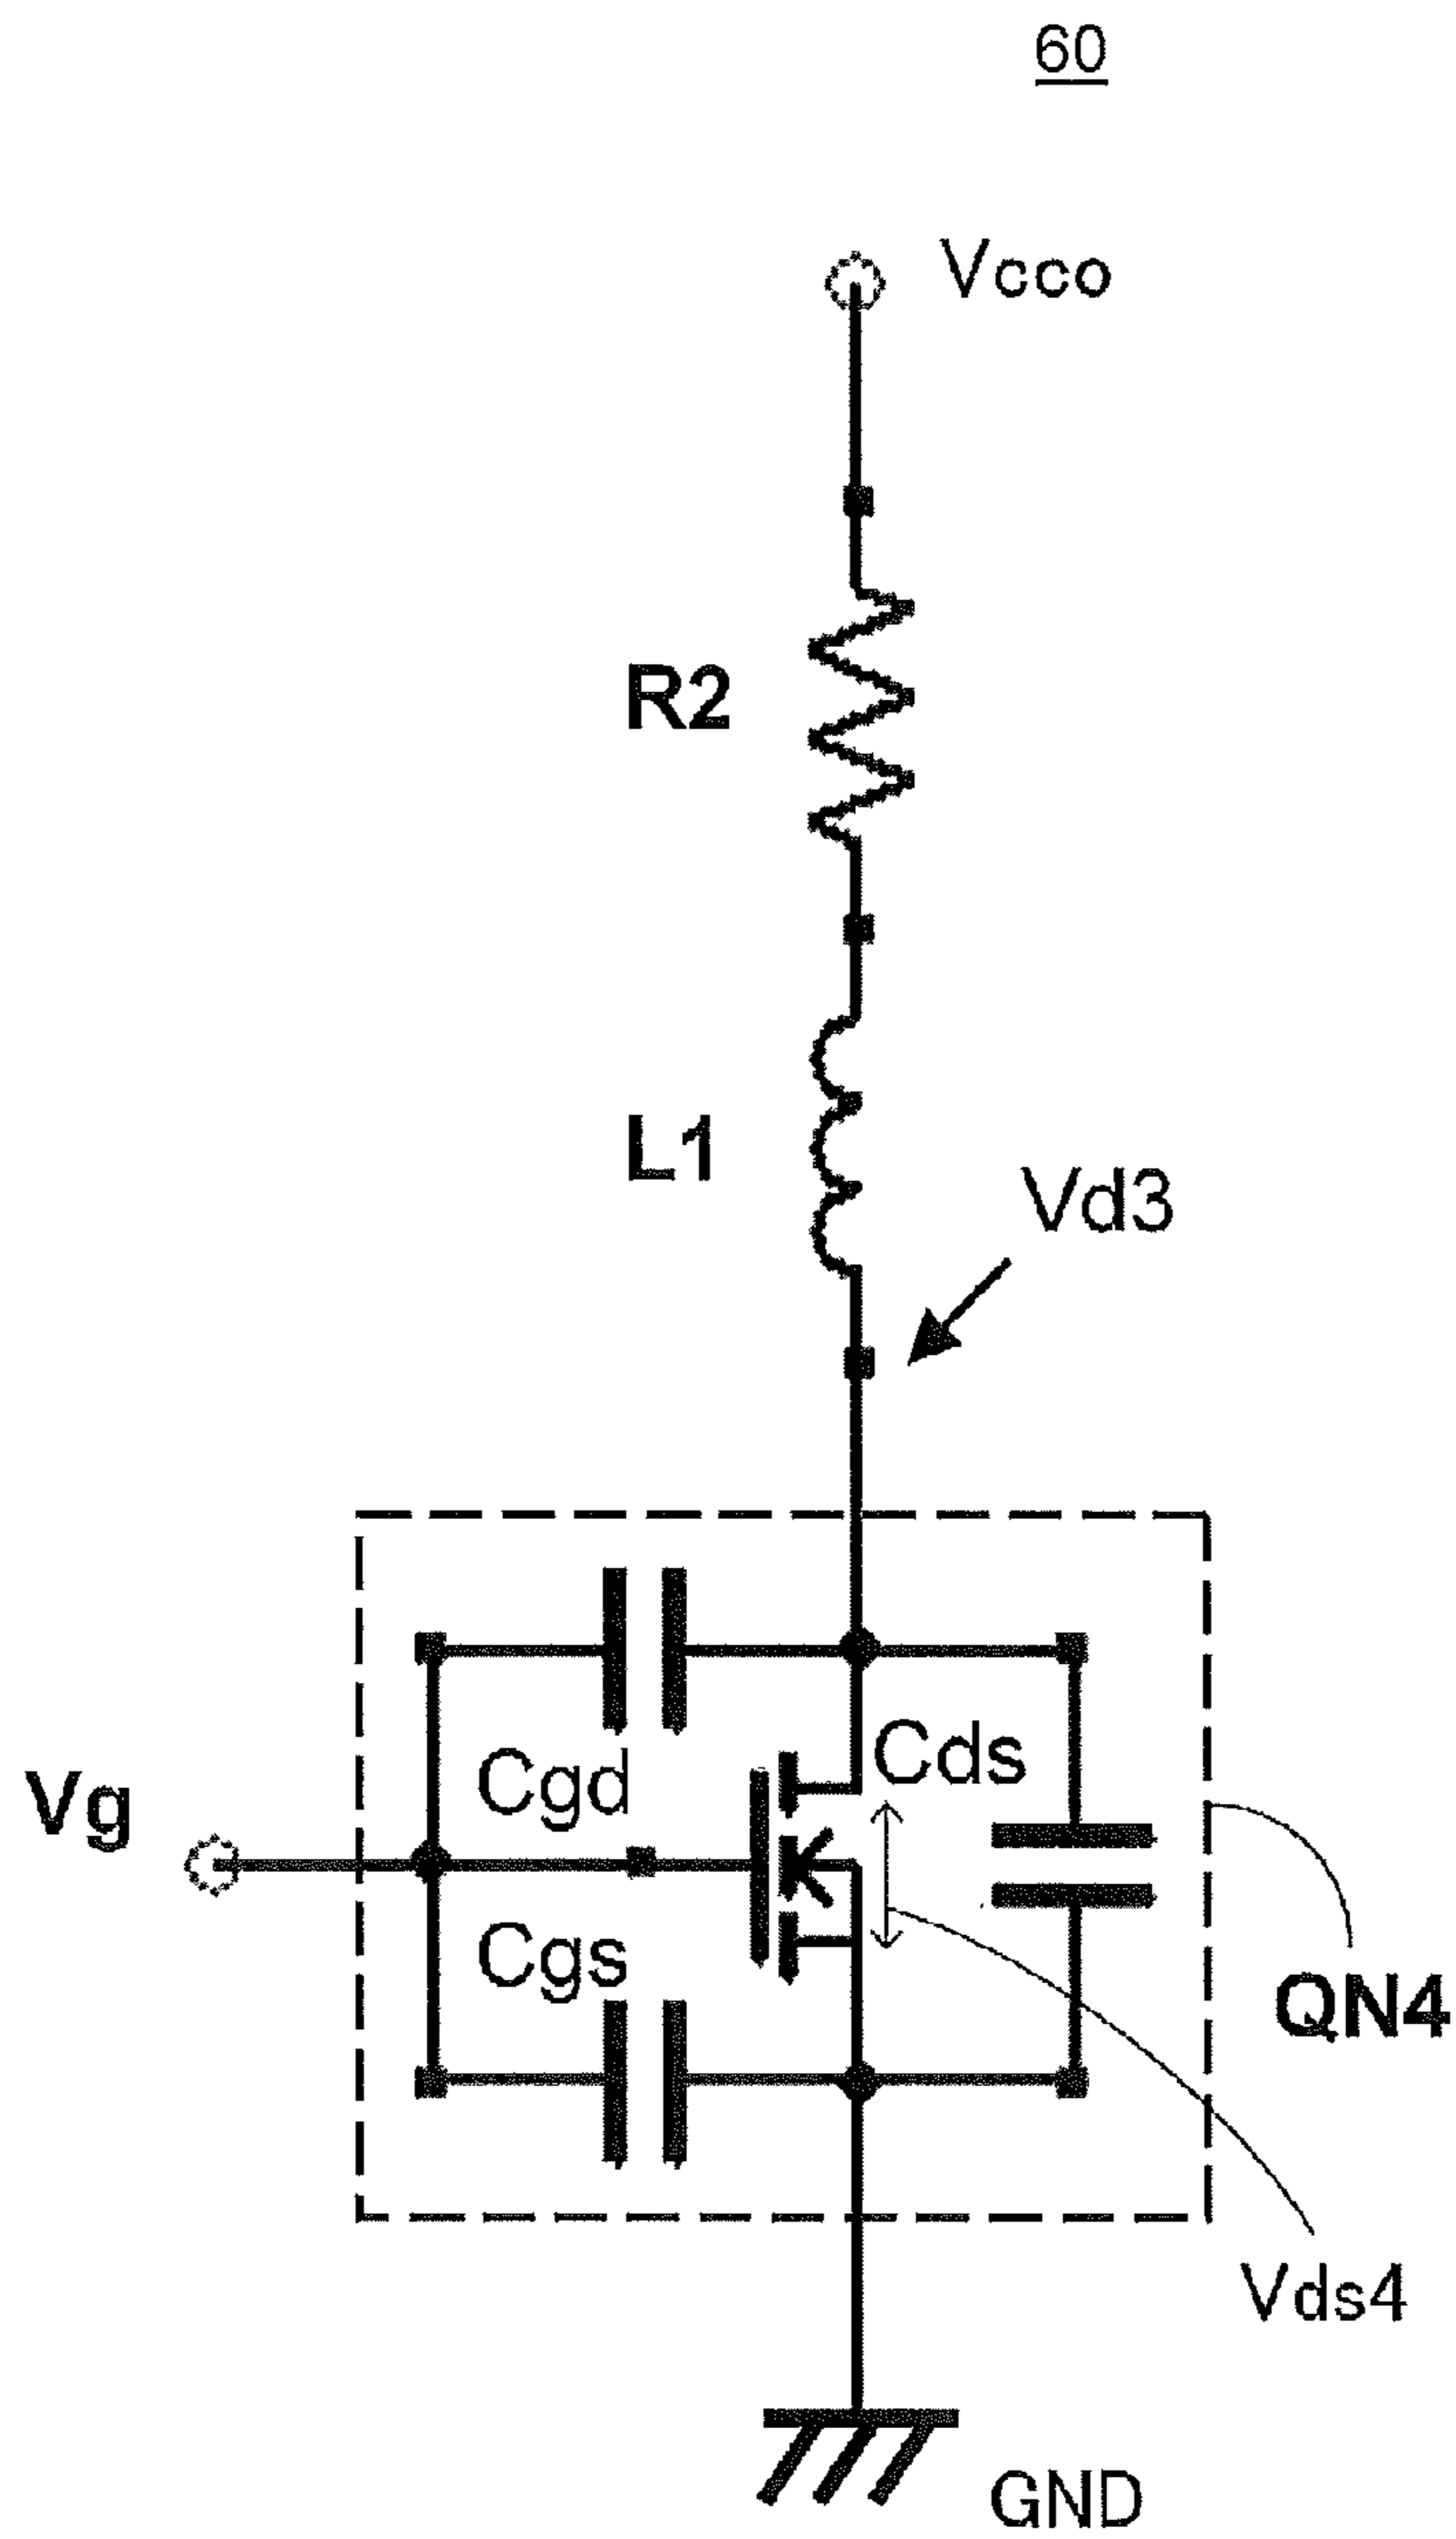 60
Vcco
R2
L1
Vd3
Cds
Cgd
Vg
Cgs
QN4
Vds4
GND